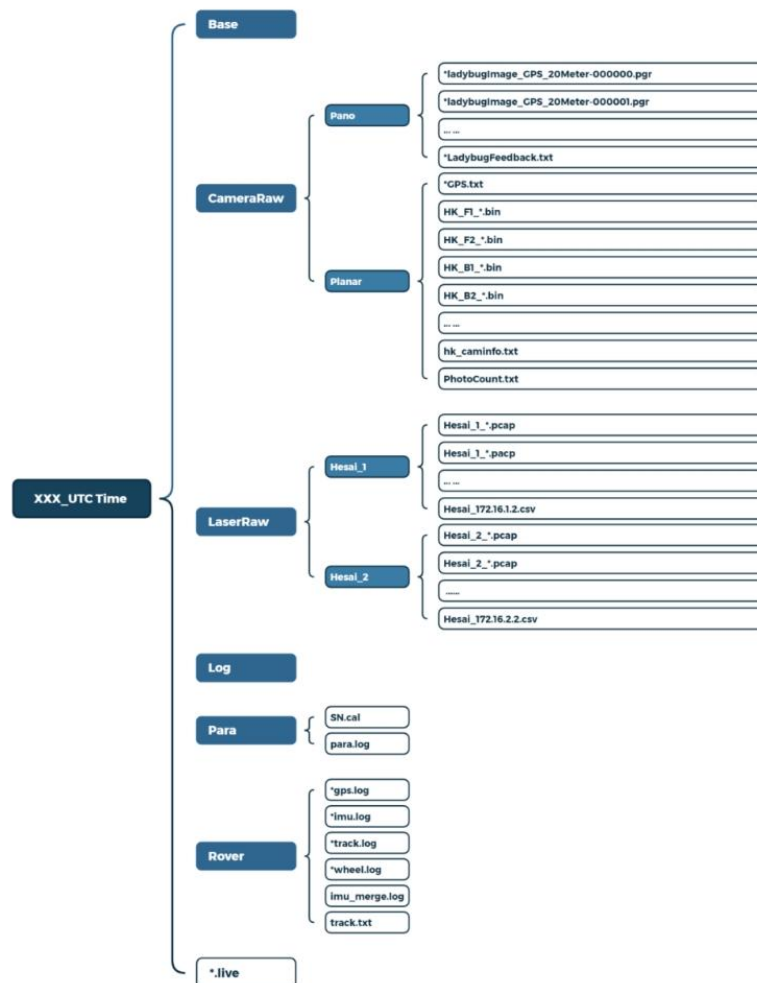 XXX_UTC Time
Base
CameraRaw
Pano
*ladybugImage_GPS_20Meter-000000.pgr
*ladybugImage_GPS_20Meter-000001.pgr
... ...
*LadybugFeedback.txt
Planar
*GPS.txt
HK_F1_*.bin
HK_F2_*.bin
HK_B1_*.bin
HK_B2_*.bin
... ...
hk_caminfo.txt
PhotoCount.txt
LaserRaw
Hesai_1
Hesai_1_*.pcap
Hesai_1_*.pacp
... ...
Hesai_172.16.1.2.csv
Hesai_2
Hesai_2_*.pcap
Hesai_2_*.pcap
......
Hesai_172.16.2.2.csv
Log
Para
SN.cal
para.log
Rover
*gps.log
*imu.log
*track.log
*wheel.log
imu_merge.log
track.txt
*.live